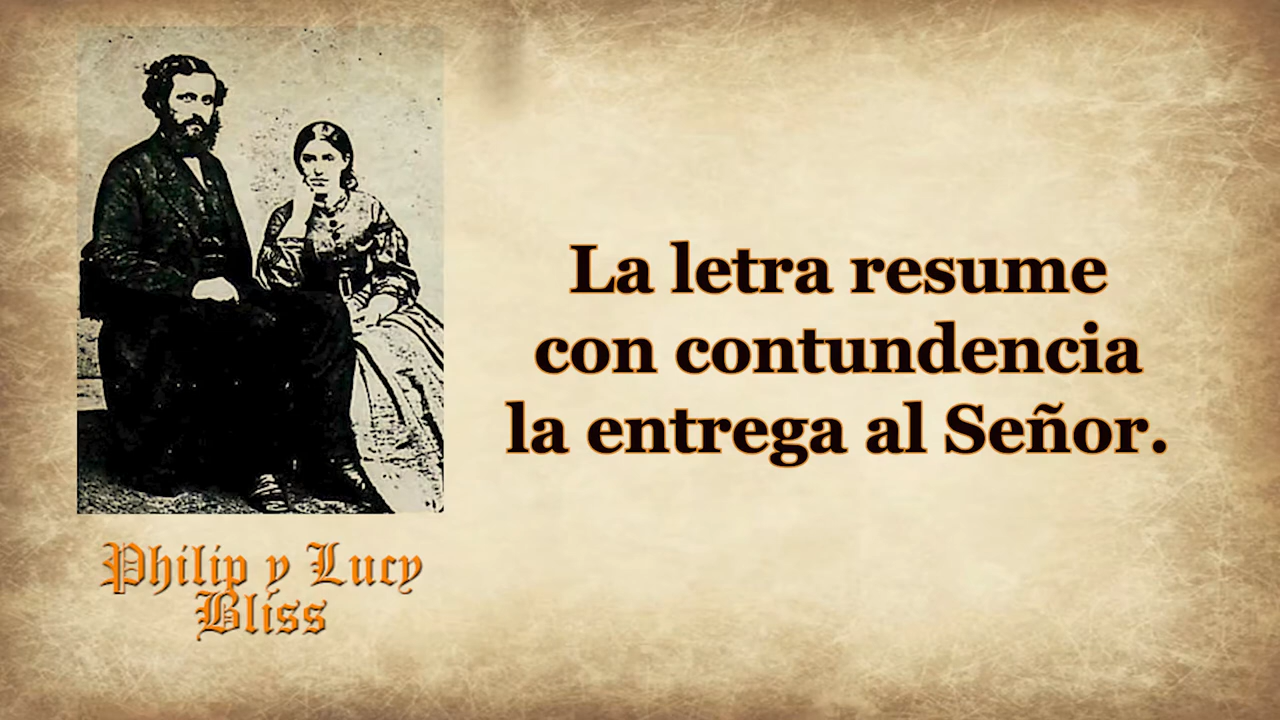 La letra resume
con contundencia
la entrega al Señor.
Philip y Lucy
Bliss